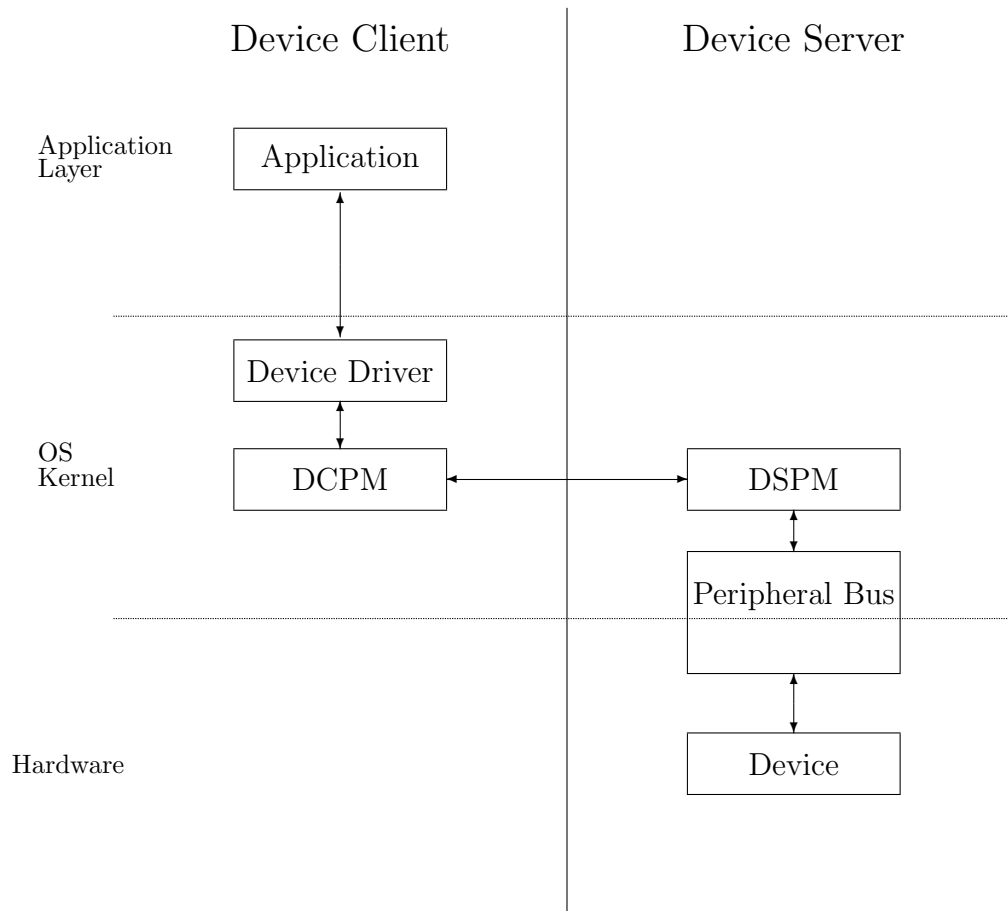 Device Client
Device Server
Application
Layer
Application
Device Driver
OS
Kernel
DCPM
DSPM
Peripheral Bus
Hardware
Device